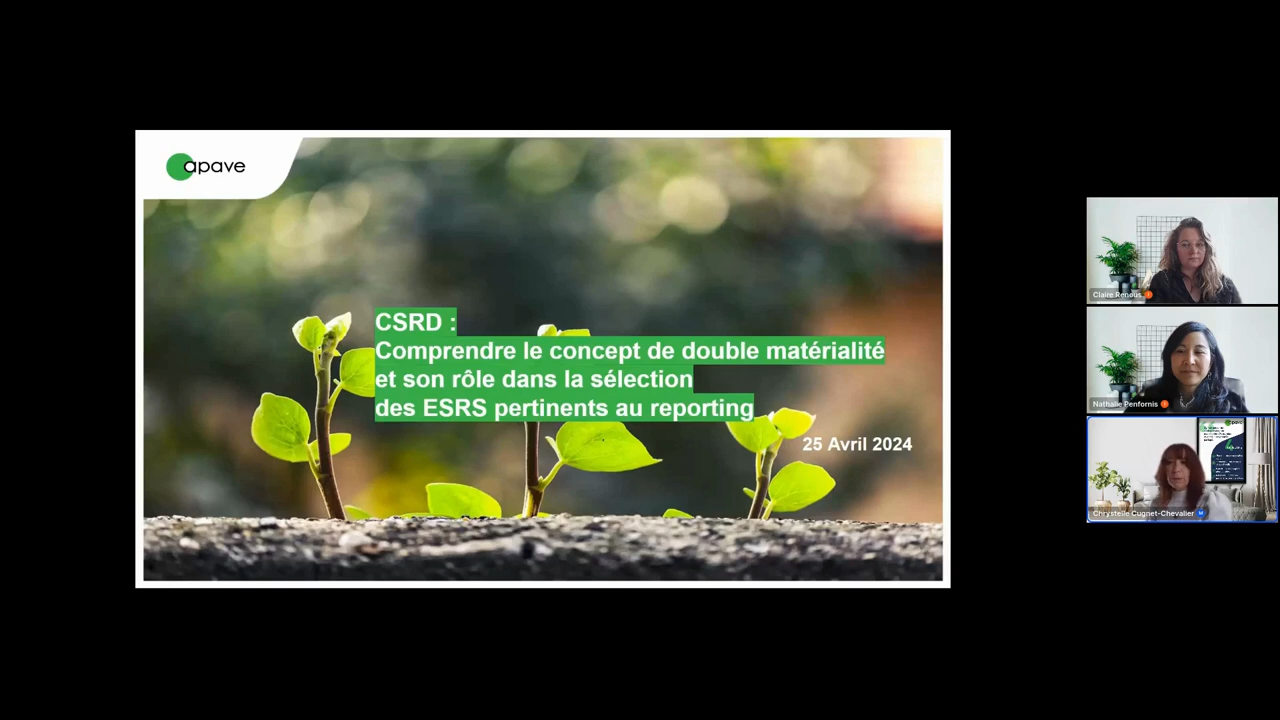 apave
CSRD :
Comprendre le concept de double matérialité
et son rôle dans la sélection
des ESRS pertinents au reporting
25 Avril 2024
Claire Renous
Nathalie Penfornis
Chrystelle Cugnet-Chevalier